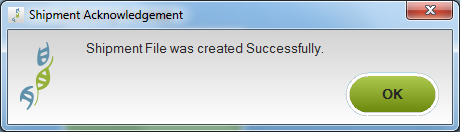 Shipment Acknowledgement
Shipment File was created Successfully.
OK